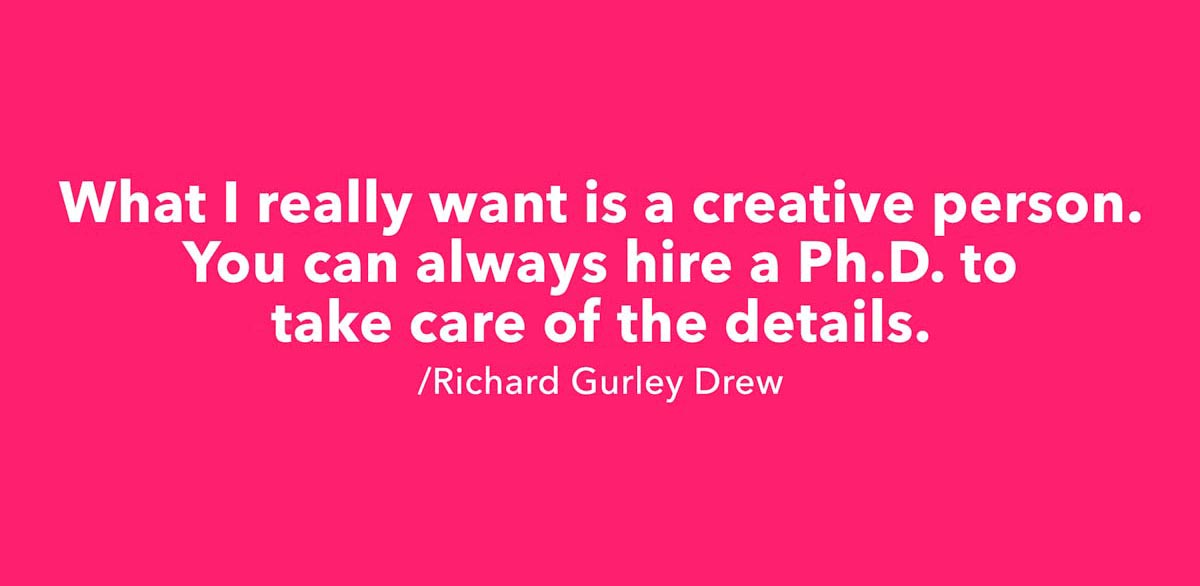 What I really want is a creative person.
You can always hire a Ph.D. to
take care of the details.
/Richard Gurley Drew